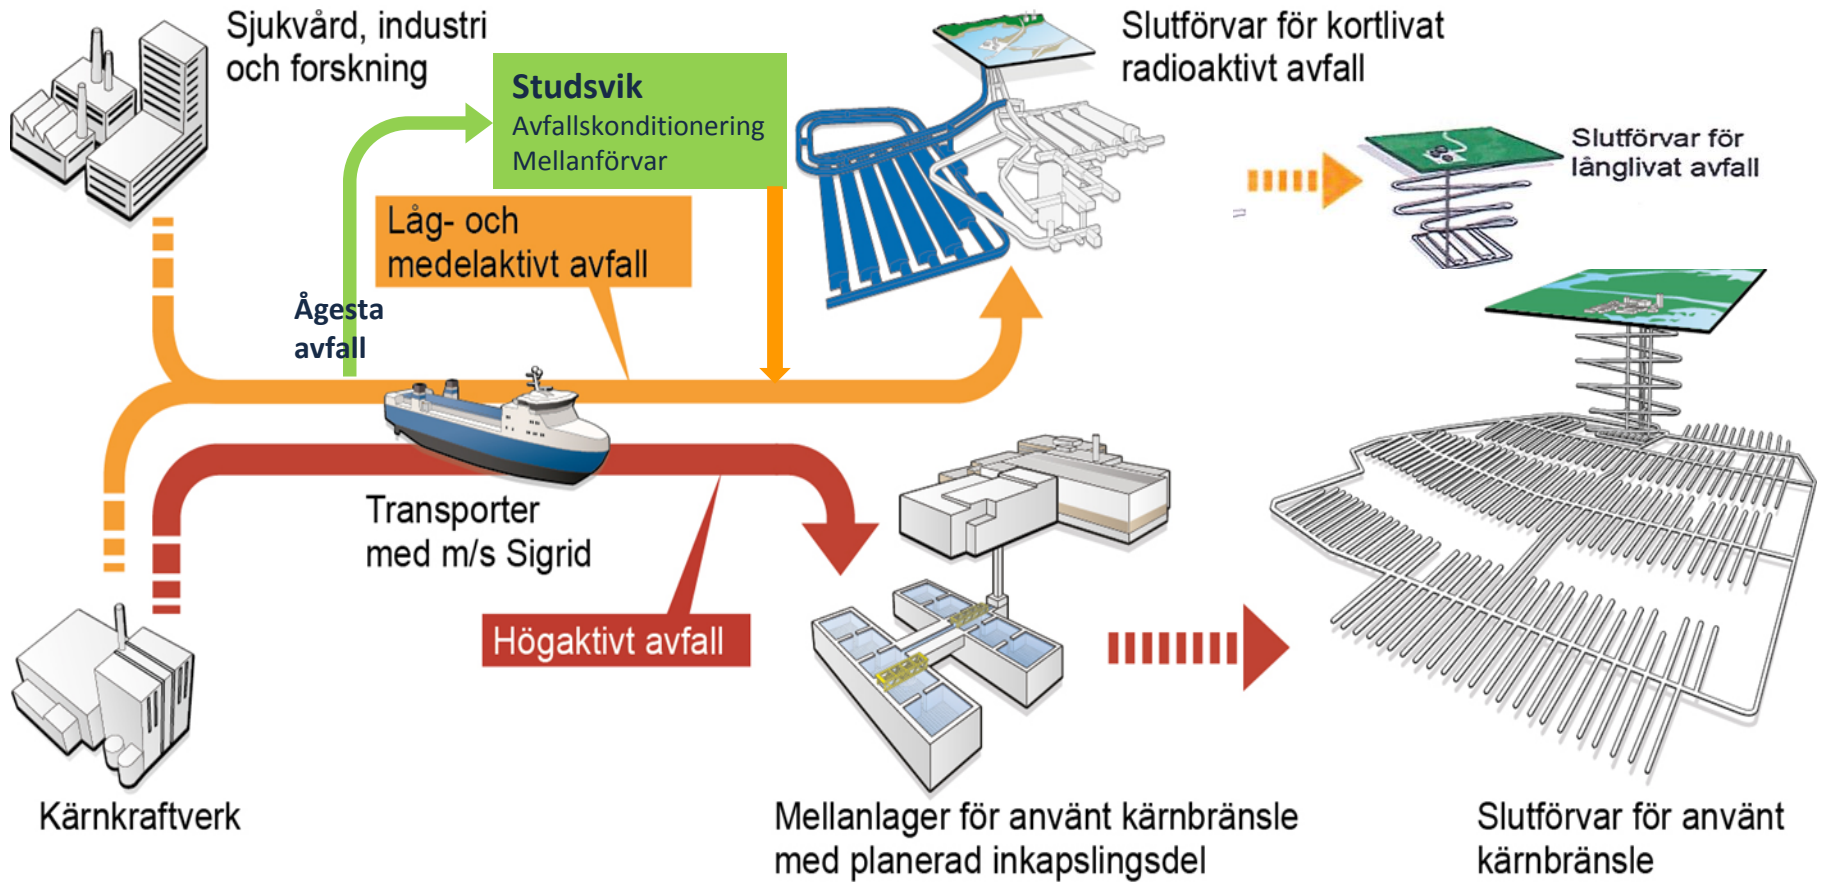 Sjukvård, industri
och forskning
Studsvik
Avfallskonditionering
Mellanförvar
Slutförvar för kortlivat
radioaktivt avfall
Slutförvar för
långlivat avfall
Låg- och
medelaktivt avfall
Ågesta
avfall
Transporter
med m/s Sigrid
Högaktivt avfall
Kärnkraftverk
Mellanlager för använt kärnbränsle
med planerad inkapslingsdel
Slutförvar för använt
kärnbränsle